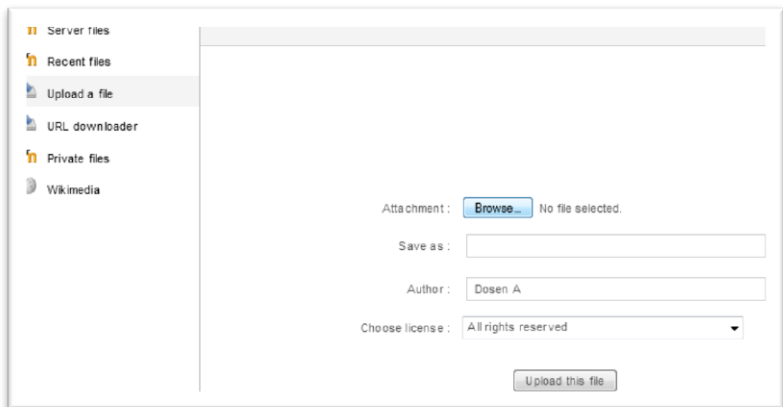 Server files
Recent files
Upload a file
URL downloader
Private files
Wikimedia
Attachment : Browse... No file selected.
Save as :
Author : Dosen A
Choose license : All rights reserved
Upload this file